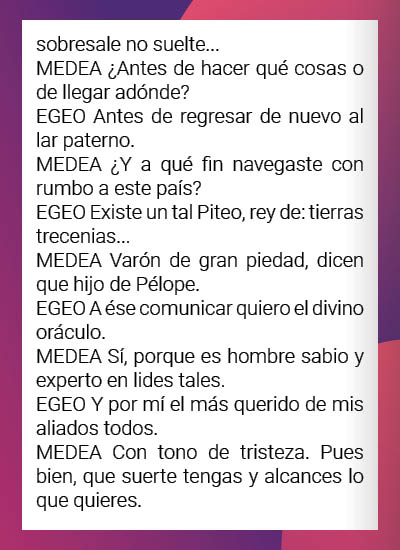 sobresale no suelte...
MEDEA ¿Antes de hacer qué cosas o
de llegar adónde?
EGEO Antes de regresar de nuevo al
lar paterno.
MEDEA ¿Y a qué fin navegaste con
rumbo a este país?
EGEO Existe un tal Piteo, rey de: tierras
trecenias...
MEDEA Varón de gran piedad, dicen
que hijo de Pélope.
EGEO A ése comunicar quiero el divino
oráculo.
MEDEA Sí, porque es hombre sabio y
experto en lides tales.
EGEO Y por mí el más querido de mis
aliados todos.
MEDEA Con tono de tristeza. Pues
bien, que suerte tengas y alcances lo
que quieres.